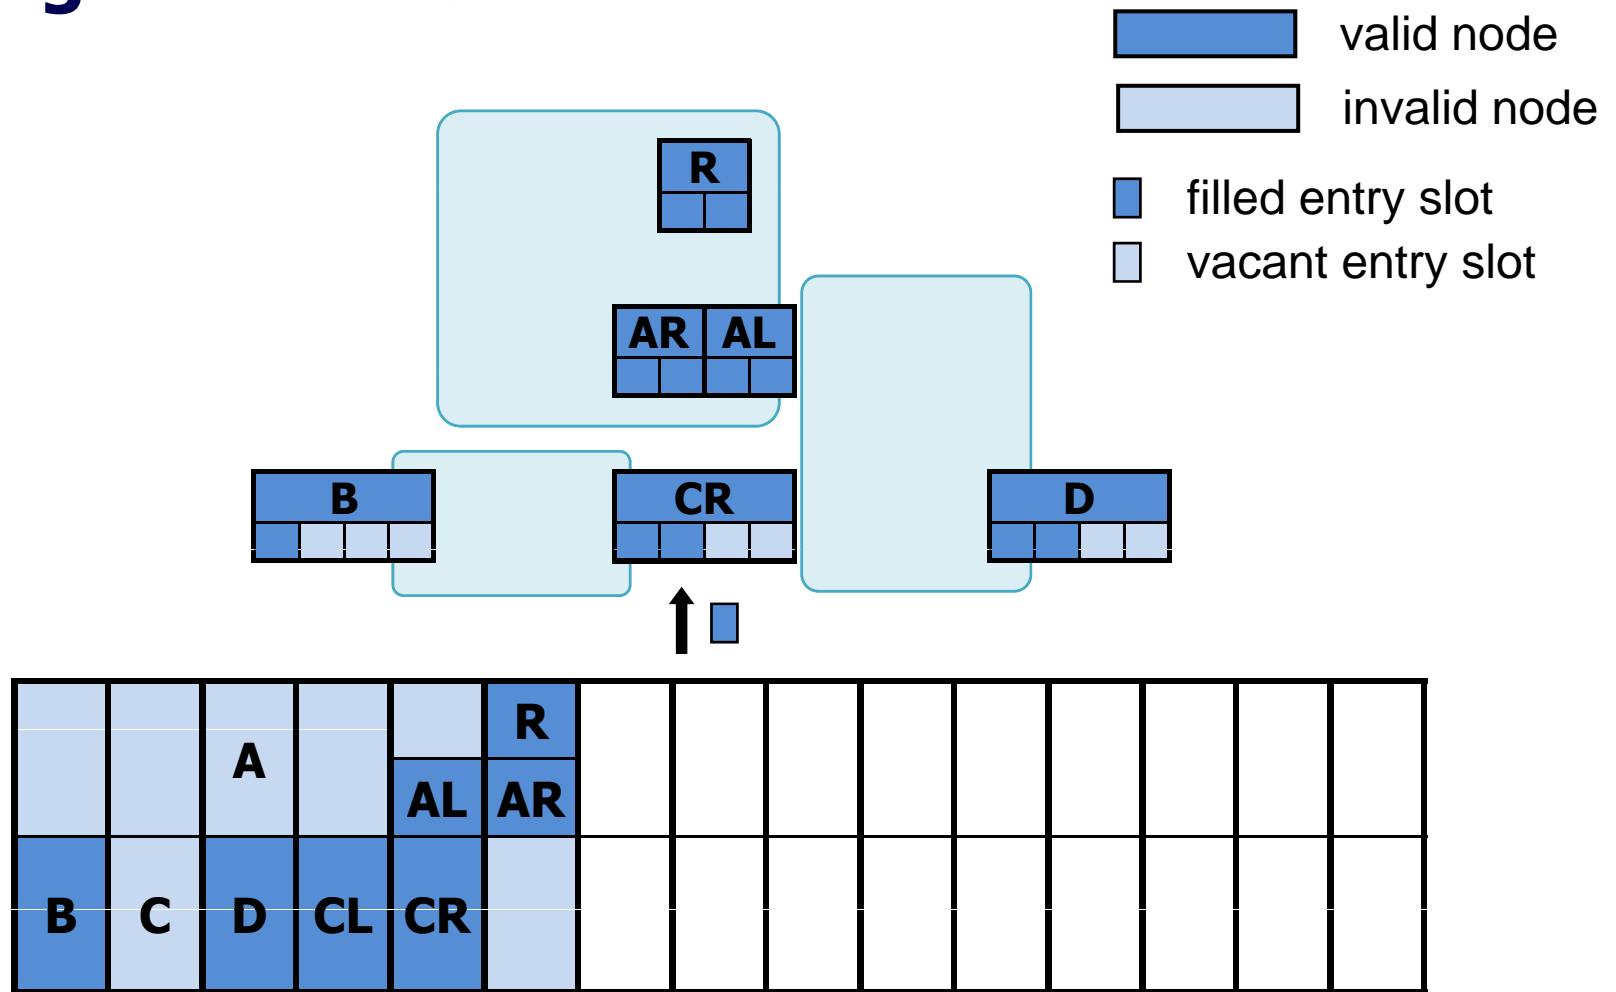 valid node
invalid node
filled entry slot
vacant entry slot
R
AR AL
B CR D
R
A
AL AR
B C D CL CR